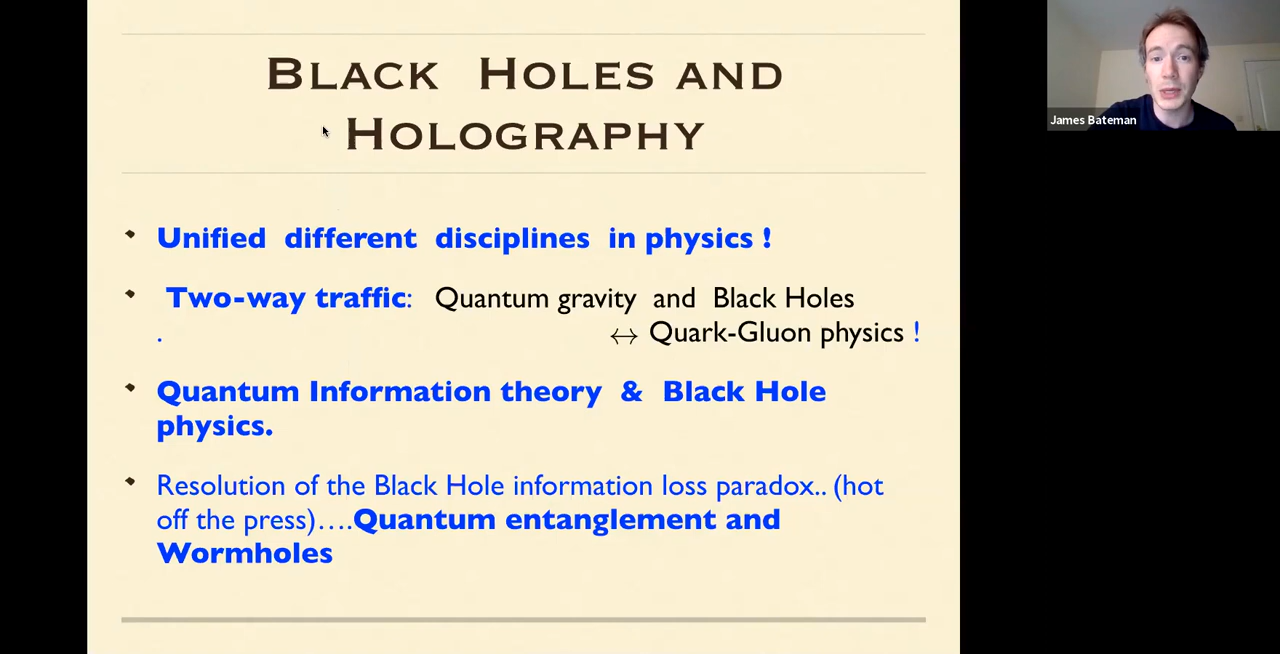 BLACK HOLES AND
HOLOGRAPHY
Unified different disciplines in physics !
Two-way traffic: Quantum gravity and Black Holes
. ↔ Quark-Gluon physics !
Quantum Information theory & Black Hole
physics.
Resolution of the Black Hole information loss paradox.. (hot
off the press)….Quantum entanglement and
Wormholes
James Bateman